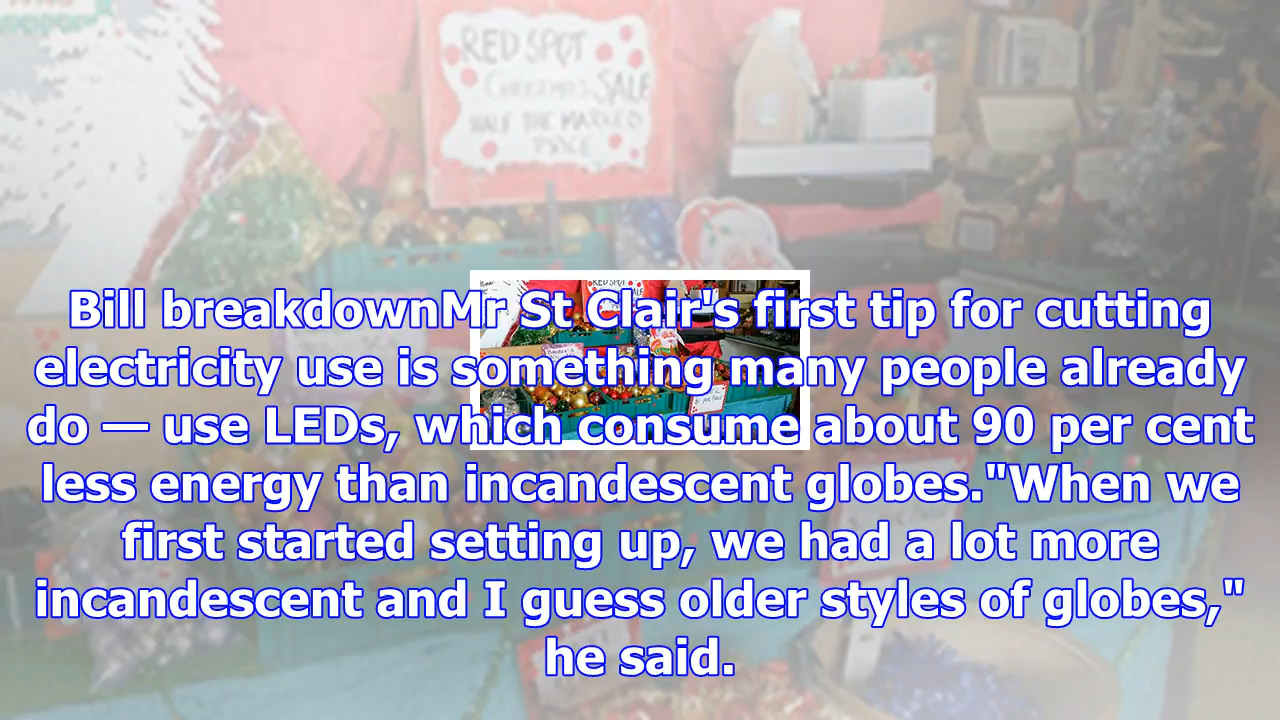 RED SPOT
CHRISTMAS SALE
HALF THE MARKED
PRICE
Bill breakdownMr St Clair's first tip for cutting
electricity use is something many people already
do — use LEDs, which consume about 90 per cent
less energy than incandescent globes."When we
first started setting up, we had a lot more
incandescent and I guess older styles of globes,"
he said.